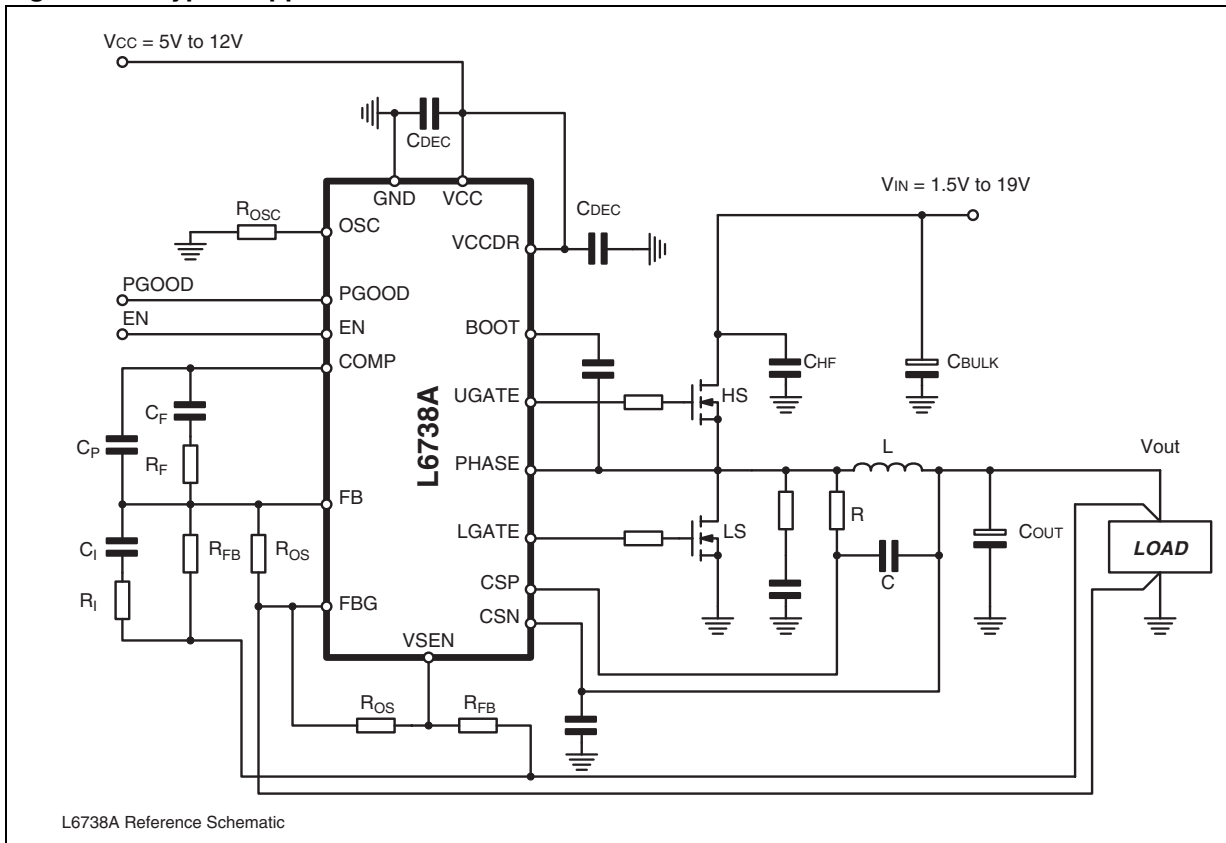 VCC = 5V to 12V
CDEC
GND
VCC
VIN = 1.5V to 19V
ROSC
OSC
CDEC
VCCDR
PGOOD
PGOOD
EN
EN
BOOT
COMP
CHF
CBULK
UGATE
HS
CF
CP
RF
L6738A
PHASE
L
Vout
FB
LGATE
LS
R
COUT
LOAD
CI
RFB
ROS
C
CSP
RI
FBG
CSN
VSEN
ROS
RFB
L6738A Reference Schematic